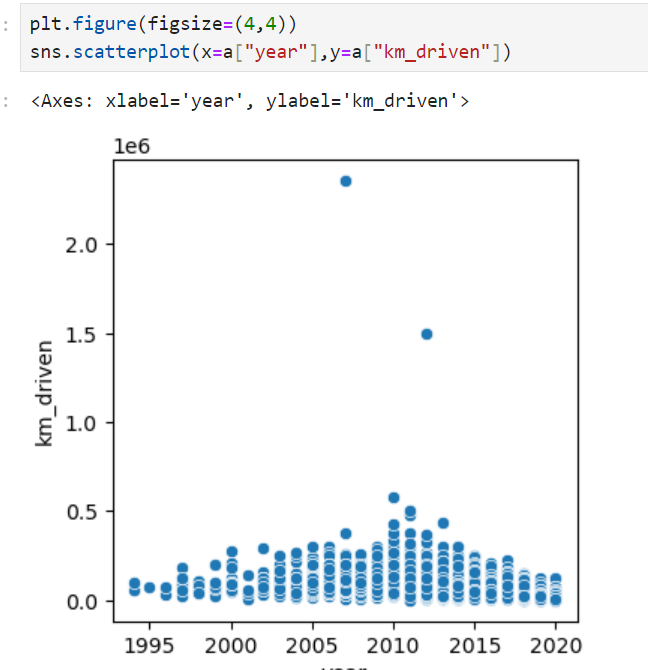 : plt.figure(figsize=(4,4))
sns.scatterplot(x=a["year"],y=a["km_driven"])
: <Axes: xlabel='year', ylabel='km_driven'>
1e6
2.0
1.5
1.0
0.5
0.0
km_driven
1995 2000 2005 2010 2015 2020
year